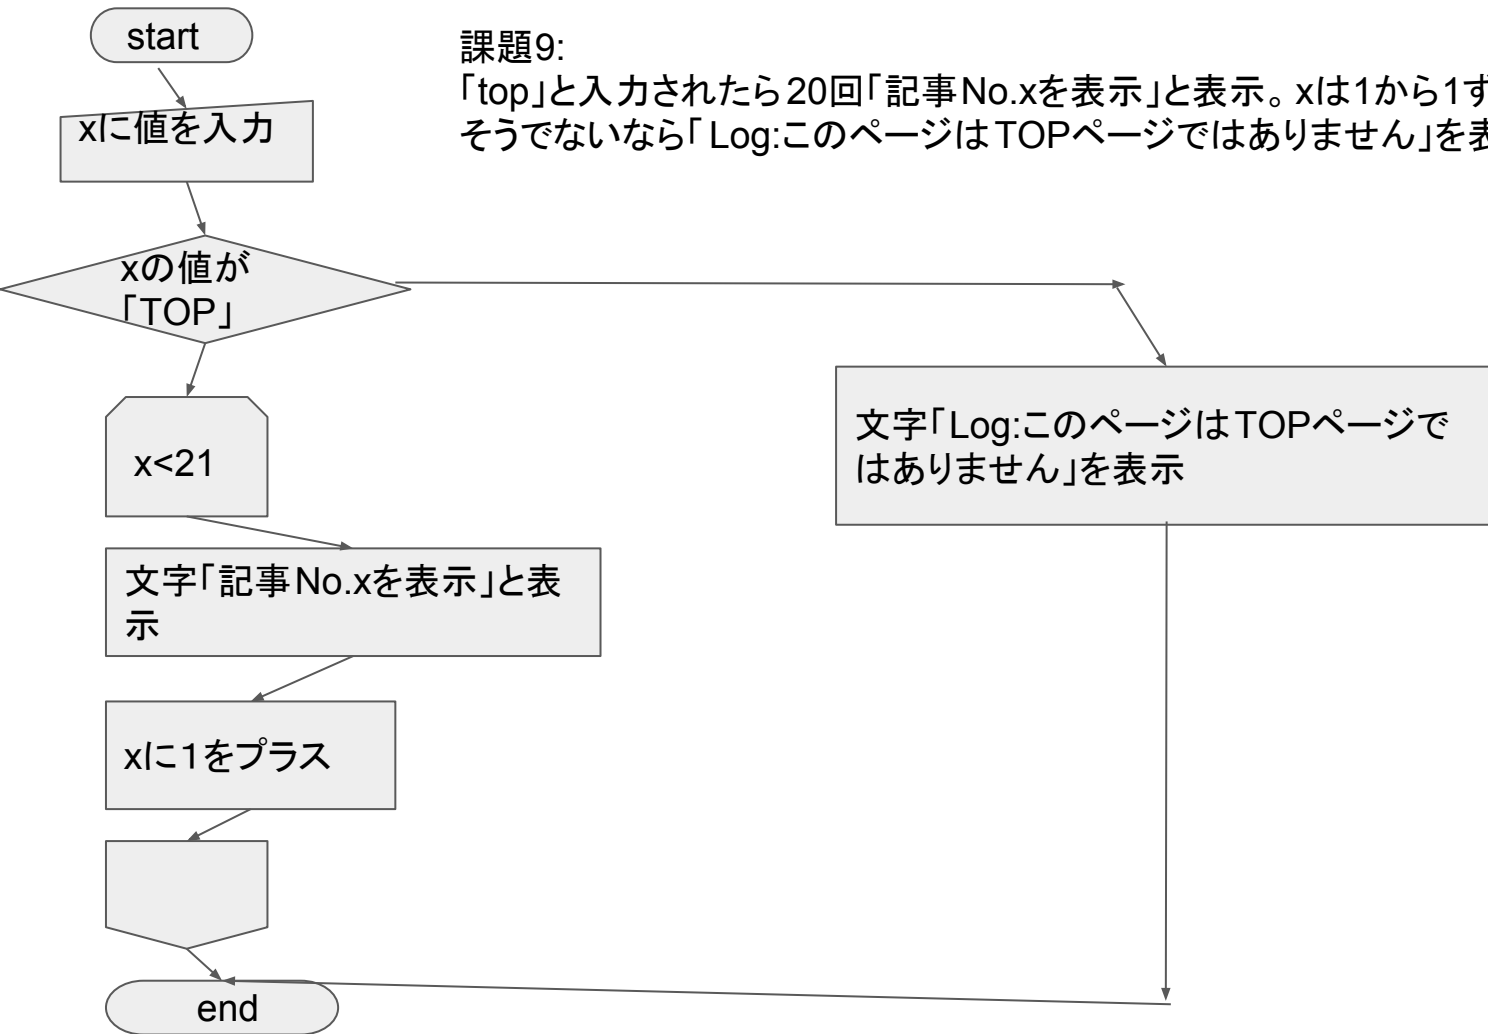 start
課題9:
「top」と入力されたら20回「記事No.xを表示」と表示。xは1から1ず
そうでないなら「Log:このページはTOPページではありません」を表
xに値を入力
xの値が
「TOP」
x<21
文字「Log:このページはTOPページで
はありません」を表示
文字「記事No.xを表示」と表
示
xに1をプラス
end